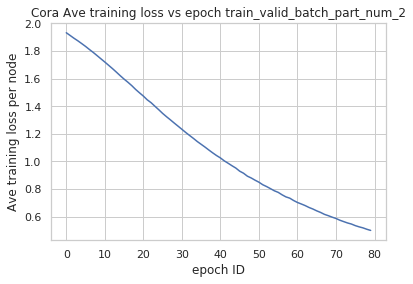 Cora Ave training loss vs epoch train_valid_batch_part_num_2
2.0
1.8
1.6
1.4
1.2
1.0
0.8
0.6
Ave training loss per node
0 10 20 30 40 50 60 70 80
epoch ID